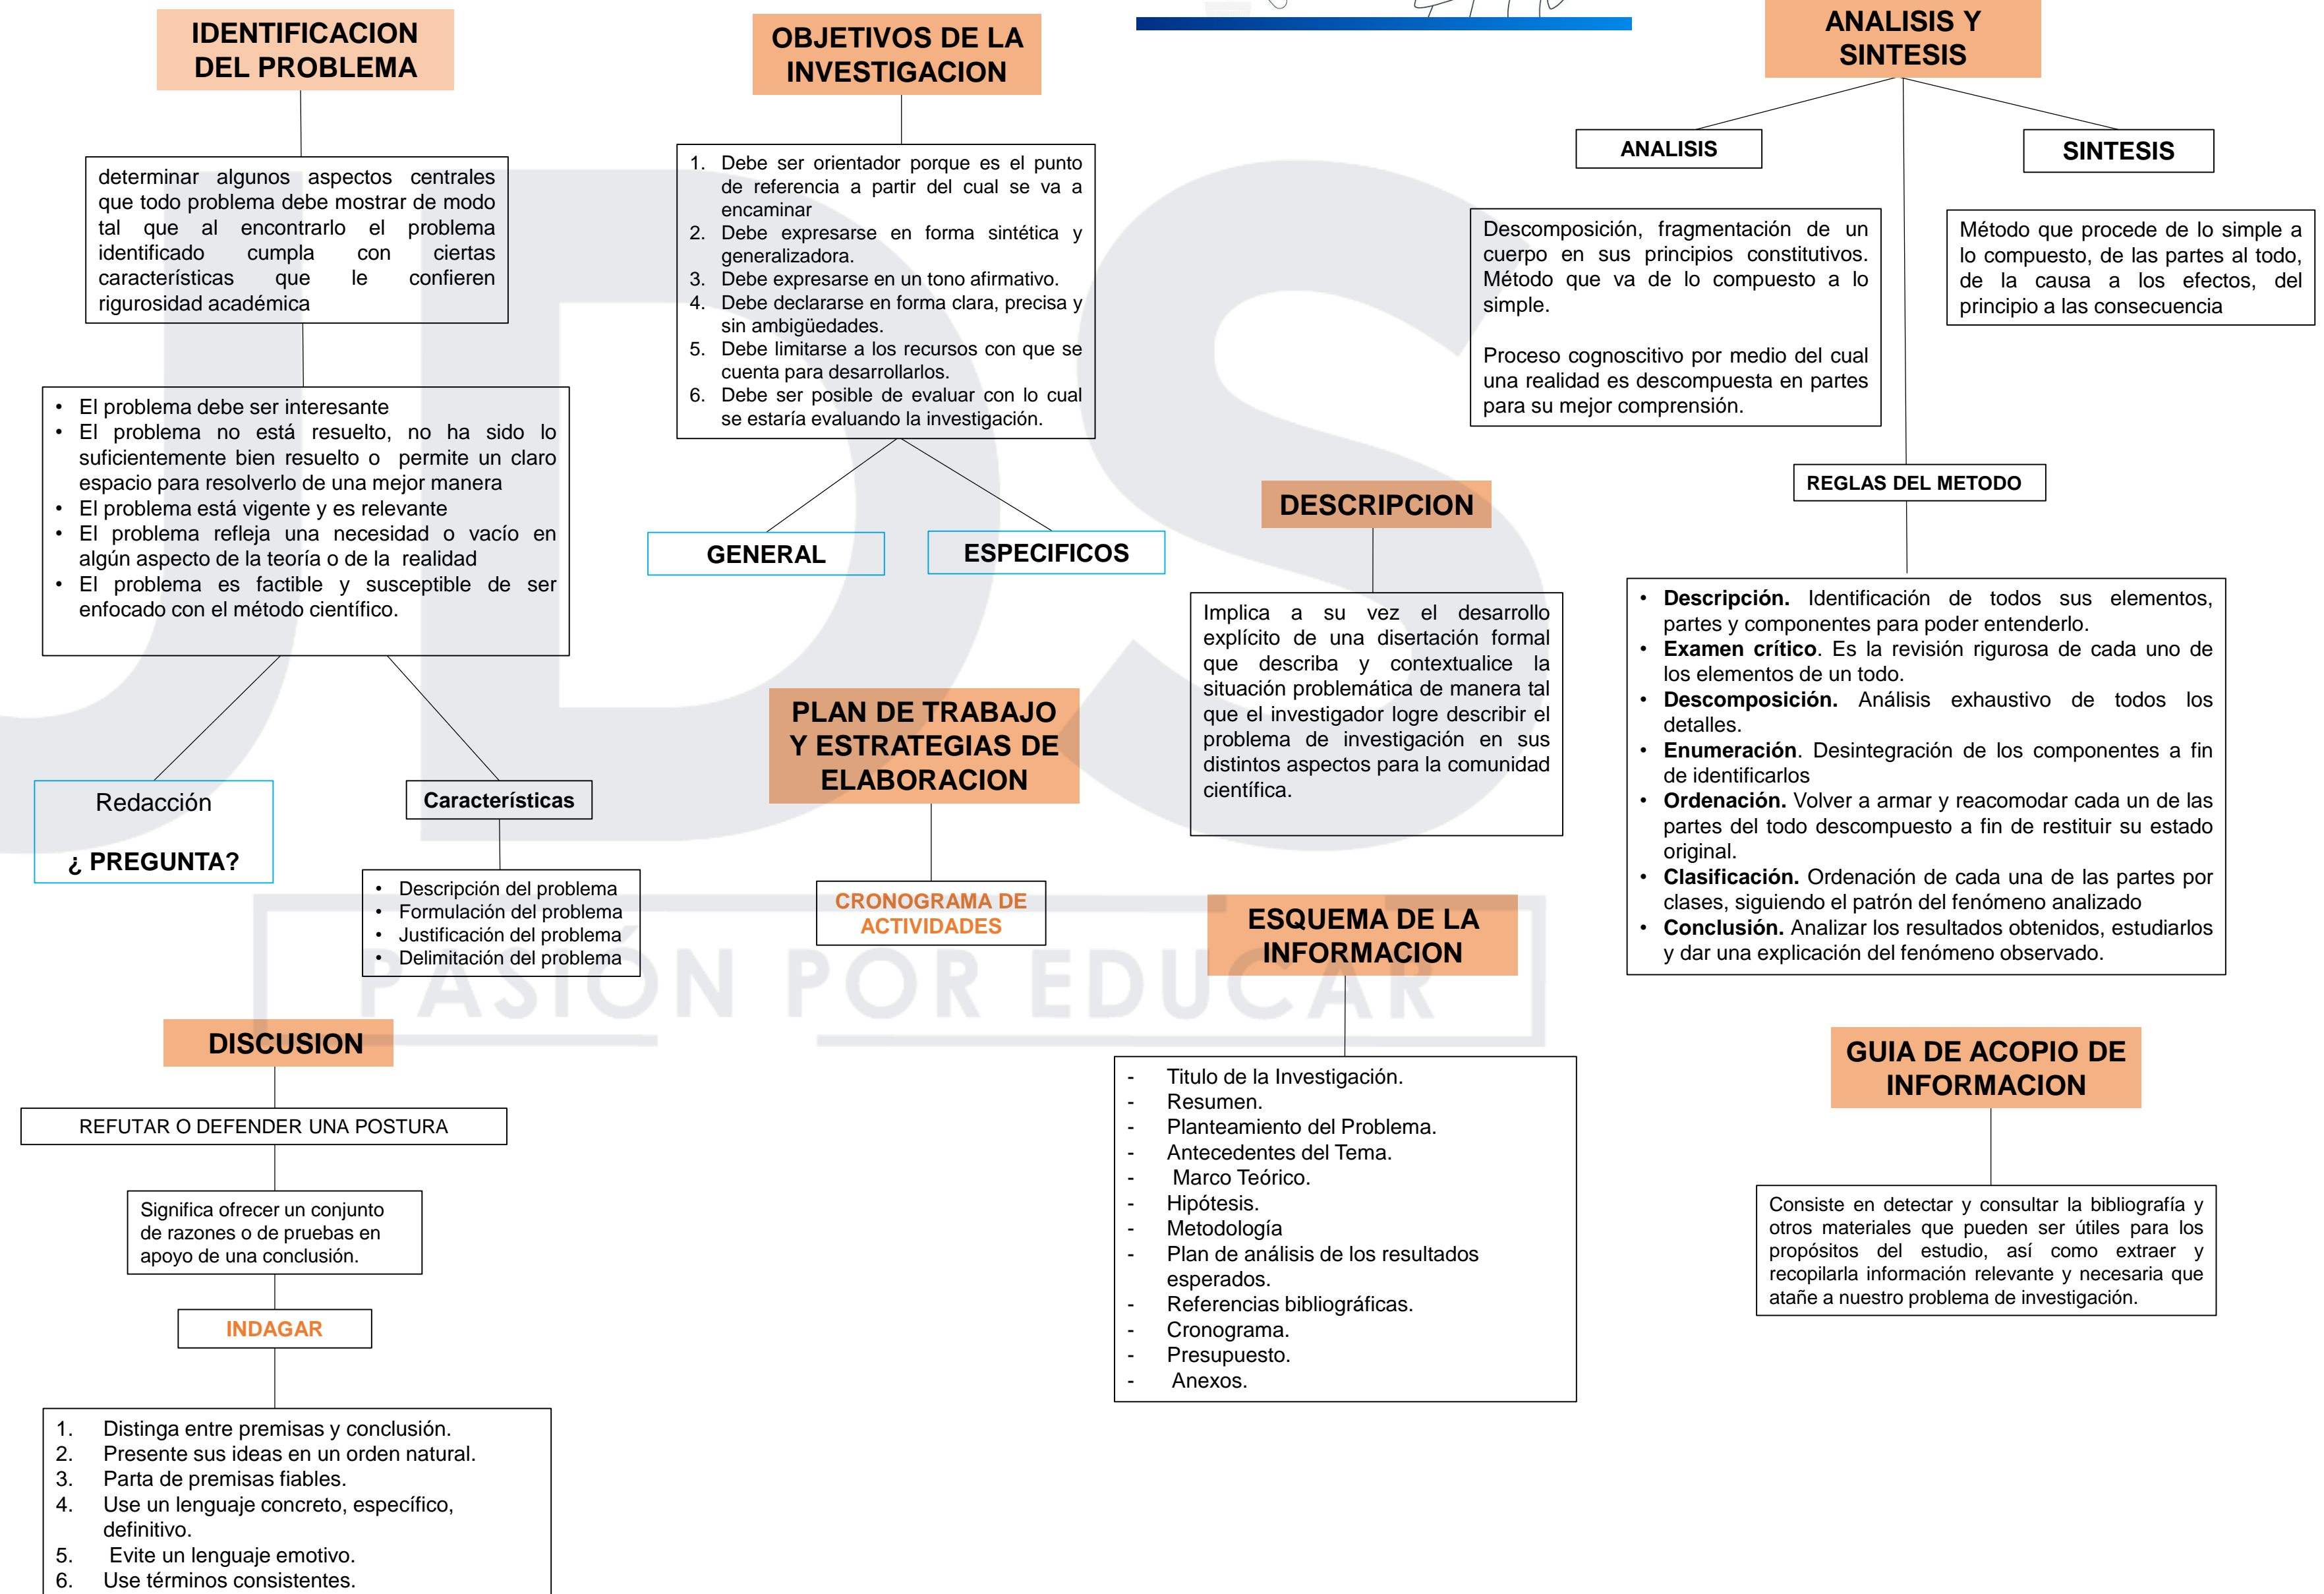 IDENTIFICACION
DEL PROBLEMA
determinar algunos aspectos centrales
que todo problema debe mostrar de modo
tal que al encontrarlo el problema
identificado cumpla con ciertas
características que le confieren
rigurosidad académica
• El problema debe ser interesante
• El problema no está resuelto, no ha sido lo
suficientemente bien resuelto o permite un claro
espacio para resolverlo de una mejor manera
• El problema está vigente y es relevante
• El problema refleja una necesidad o vacío en
algún aspecto de la teoría o de la realidad
• El problema es factible y susceptible de ser
enfocado con el método científico.
Redacción
¿ PREGUNTA?
Características
• Descripción del problema
• Formulación del problema
• Justificación del problema
• Delimitación del problema
DISCUSION
REFUTAR O DEFENDER UNA POSTURA
Significa ofrecer un conjunto
de razones o de pruebas en
apoyo de una conclusión.
INDAGAR
1. Distinga entre premisas y conclusión.
2. Presente sus ideas en un orden natural.
3. Parta de premisas fiables.
4. Use un lenguaje concreto, específico,
definitivo.
5. Evite un lenguaje emotivo.
6. Use términos consistentes.
OBJETIVOS DE LA
INVESTIGACION
1. Debe ser orientador porque es el punto
de referencia a partir del cual se va a
encaminar
2. Debe expresarse en forma sintética y
generalizadora.
3. Debe expresarse en un tono afirmativo.
4. Debe declararse en forma clara, precisa y
sin ambigüedades.
5. Debe limitarse a los recursos con que se
cuenta para desarrollarlos.
6. Debe ser posible de evaluar con lo cual
se estaría evaluando la investigación.
GENERAL
ESPECIFICOS
PLAN DE TRABAJO
Y ESTRATEGIAS DE
ELABORACION
CRONOGRAMA DE
ACTIVIDADES
DESCRIPCION
Implica a su vez el desarrollo
explícito de una disertación formal
que describa y contextualice la
situación problemática de manera tal
que el investigador logre describir el
problema de investigación en sus
distintos aspectos para la comunidad
científica.
ESQUEMA DE LA
INFORMACION
- Titulo de la Investigación.
- Resumen.
- Planteamiento del Problema.
- Antecedentes del Tema.
- Marco Teórico.
- Hipótesis.
- Metodología
- Plan de análisis de los resultados
esperados.
- Referencias bibliográficas.
- Cronograma.
- Presupuesto.
- Anexos.
ANALISIS Y
SINTESIS
ANALISIS
Descomposición, fragmentación de un
cuerpo en sus principios constitutivos.
Método que va de lo compuesto a lo
simple.
Proceso cognoscitivo por medio del cual
una realidad es descompuesta en partes
para su mejor comprensión.
SINTESIS
Método que procede de lo simple a
lo compuesto, de las partes al todo,
de la causa a los efectos, del
principio a las consecuencia
REGLAS DEL METODO
• Descripción. Identificación de todos sus elementos,
partes y componentes para poder entenderlo.
• Examen crítico. Es la revisión rigurosa de cada uno de
los elementos de un todo.
• Descomposición. Análisis exhaustivo de todos los
detalles.
• Enumeración. Desintegración de los componentes a fin
de identificarlos
• Ordenación. Volver a armar y reacomodar cada un de las
partes del todo descompuesto a fin de restituir su estado
original.
• Clasificación. Ordenación de cada una de las partes por
clases, siguiendo el patrón del fenómeno analizado
• Conclusión. Analizar los resultados obtenidos, estudiarlos
y dar una explicación del fenómeno observado.
GUIA DE ACOPIO DE
INFORMACION
Consiste en detectar y consultar la bibliografía y
otros materiales que pueden ser útiles para los
propósitos del estudio, así como extraer y
recopilarla información relevante y necesaria que
atañe a nuestro problema de investigación.
UDS
PASIÓN POR EDUCAR